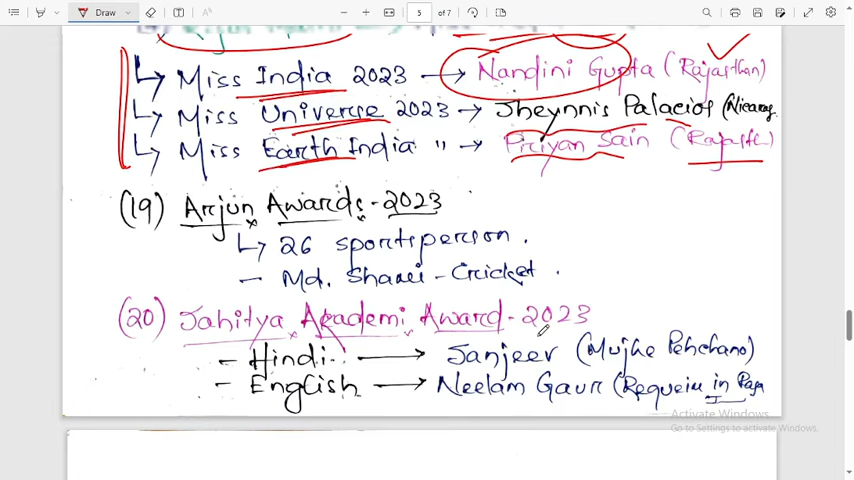 Draw
5 of 7
Miss India 2023 → Nandini Gupta (Rajasthan)
Miss Universe 2023 → Sheynnis Palacios (Nicarag
Miss Earth India " → Priyan Sain (Rajasth)
(19) Arjun Awards-2023
↳ 26 sportsperson.
- Md. Shami - Cricket
(20) Sahitya Academi Award-2023
- Hindi → Sanjeev (Mujhe Pehchano)
- English → Neelam Gaur (Requiem in Raga
Activate Windows
Go to Settings to activate Windows.